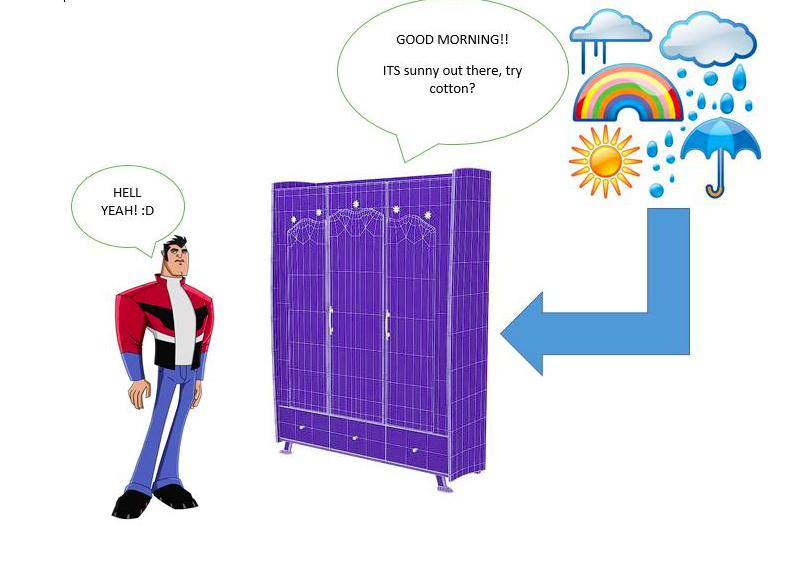 GOOD MORNING!!
ITS sunny out there, try
cotton?
HELL
YEAH! :D